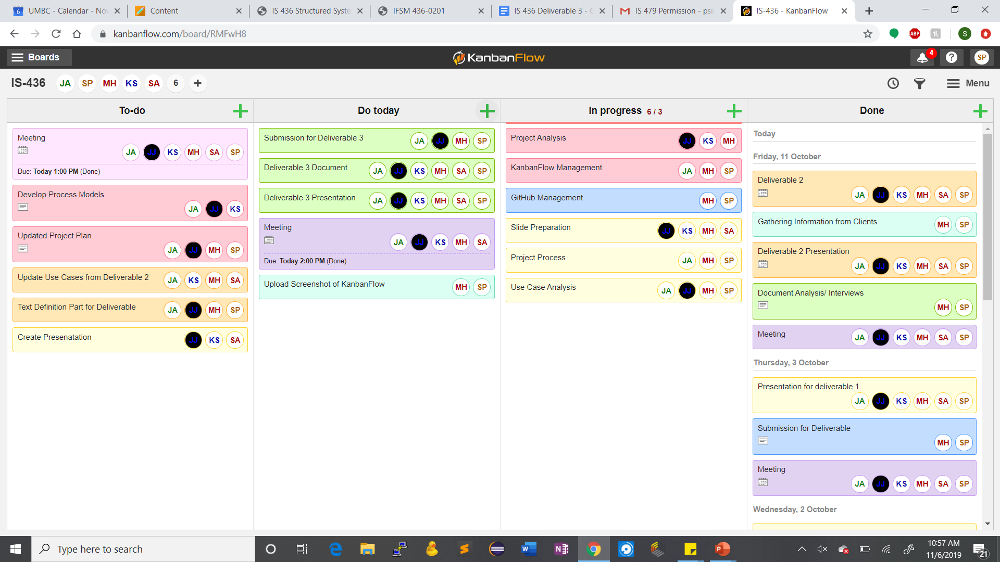 UMBC - Calendar - Nov
Content
IS 436 Structured Syste
IFSM 436-0201
IS 436 Deliverable 3 - G
IS 479 Permission - psin
IS-436 - KanbanFlow
kanbanflow.com/board/RMFwH8
ABP
S
Boards
KanbanFlow
4
?
SP
IS-436
JA SP MH KS SA 6 +
Menu
To-do
Meeting
JA JJ KS MH SA SP
Due: Today 1:00 PM (Done)
Develop Process Models
JA JJ KS
Updated Project Plan
JA JJ MH SP
Update Use Cases from Deliverable 2
JA KS MH SA
Text Definition Part for Deliverable
JA JJ MH SP
Create Presenatation
JJ KS SA
Do today
Submission for Deliverable 3
JA JJ MH SP
Deliverable 3 Document
JA JJ KS MH SA SP
Deliverable 3 Presentation
JA JJ KS MH SA SP
Meeting
JA JJ KS MH SA
Due: Today 2:00 PM (Done)
Upload Screenshot of KanbanFlow
MH SP
In progress 6 / 3
Project Analysis
JJ KS MH
KanbanFlow Management
JA MH SP
GitHub Management
MH SP
Slide Preparation
JJ KS MH SA
Project Process
JA MH SP
Use Case Analysis
JA JJ MH SP
Done
Today
Friday, 11 October
Deliverable 2
JA JJ KS MH SA SP
Gathering Information from Clients
MH SP
Deliverable 2 Presentation
JA JJ KS MH SA SP
Document Analysis/ Interviews
MH SP
Meeting
JA JJ KS MH SA SP
Thursday, 3 October
Presentation for deliverable 1
JA JJ KS MH SA SP
Submission for Deliverable
MH SP
Meeting
JA JJ KS MH SA SP
Wednesday, 2 October
Type here to search
10:57 AM
11/6/2019
21